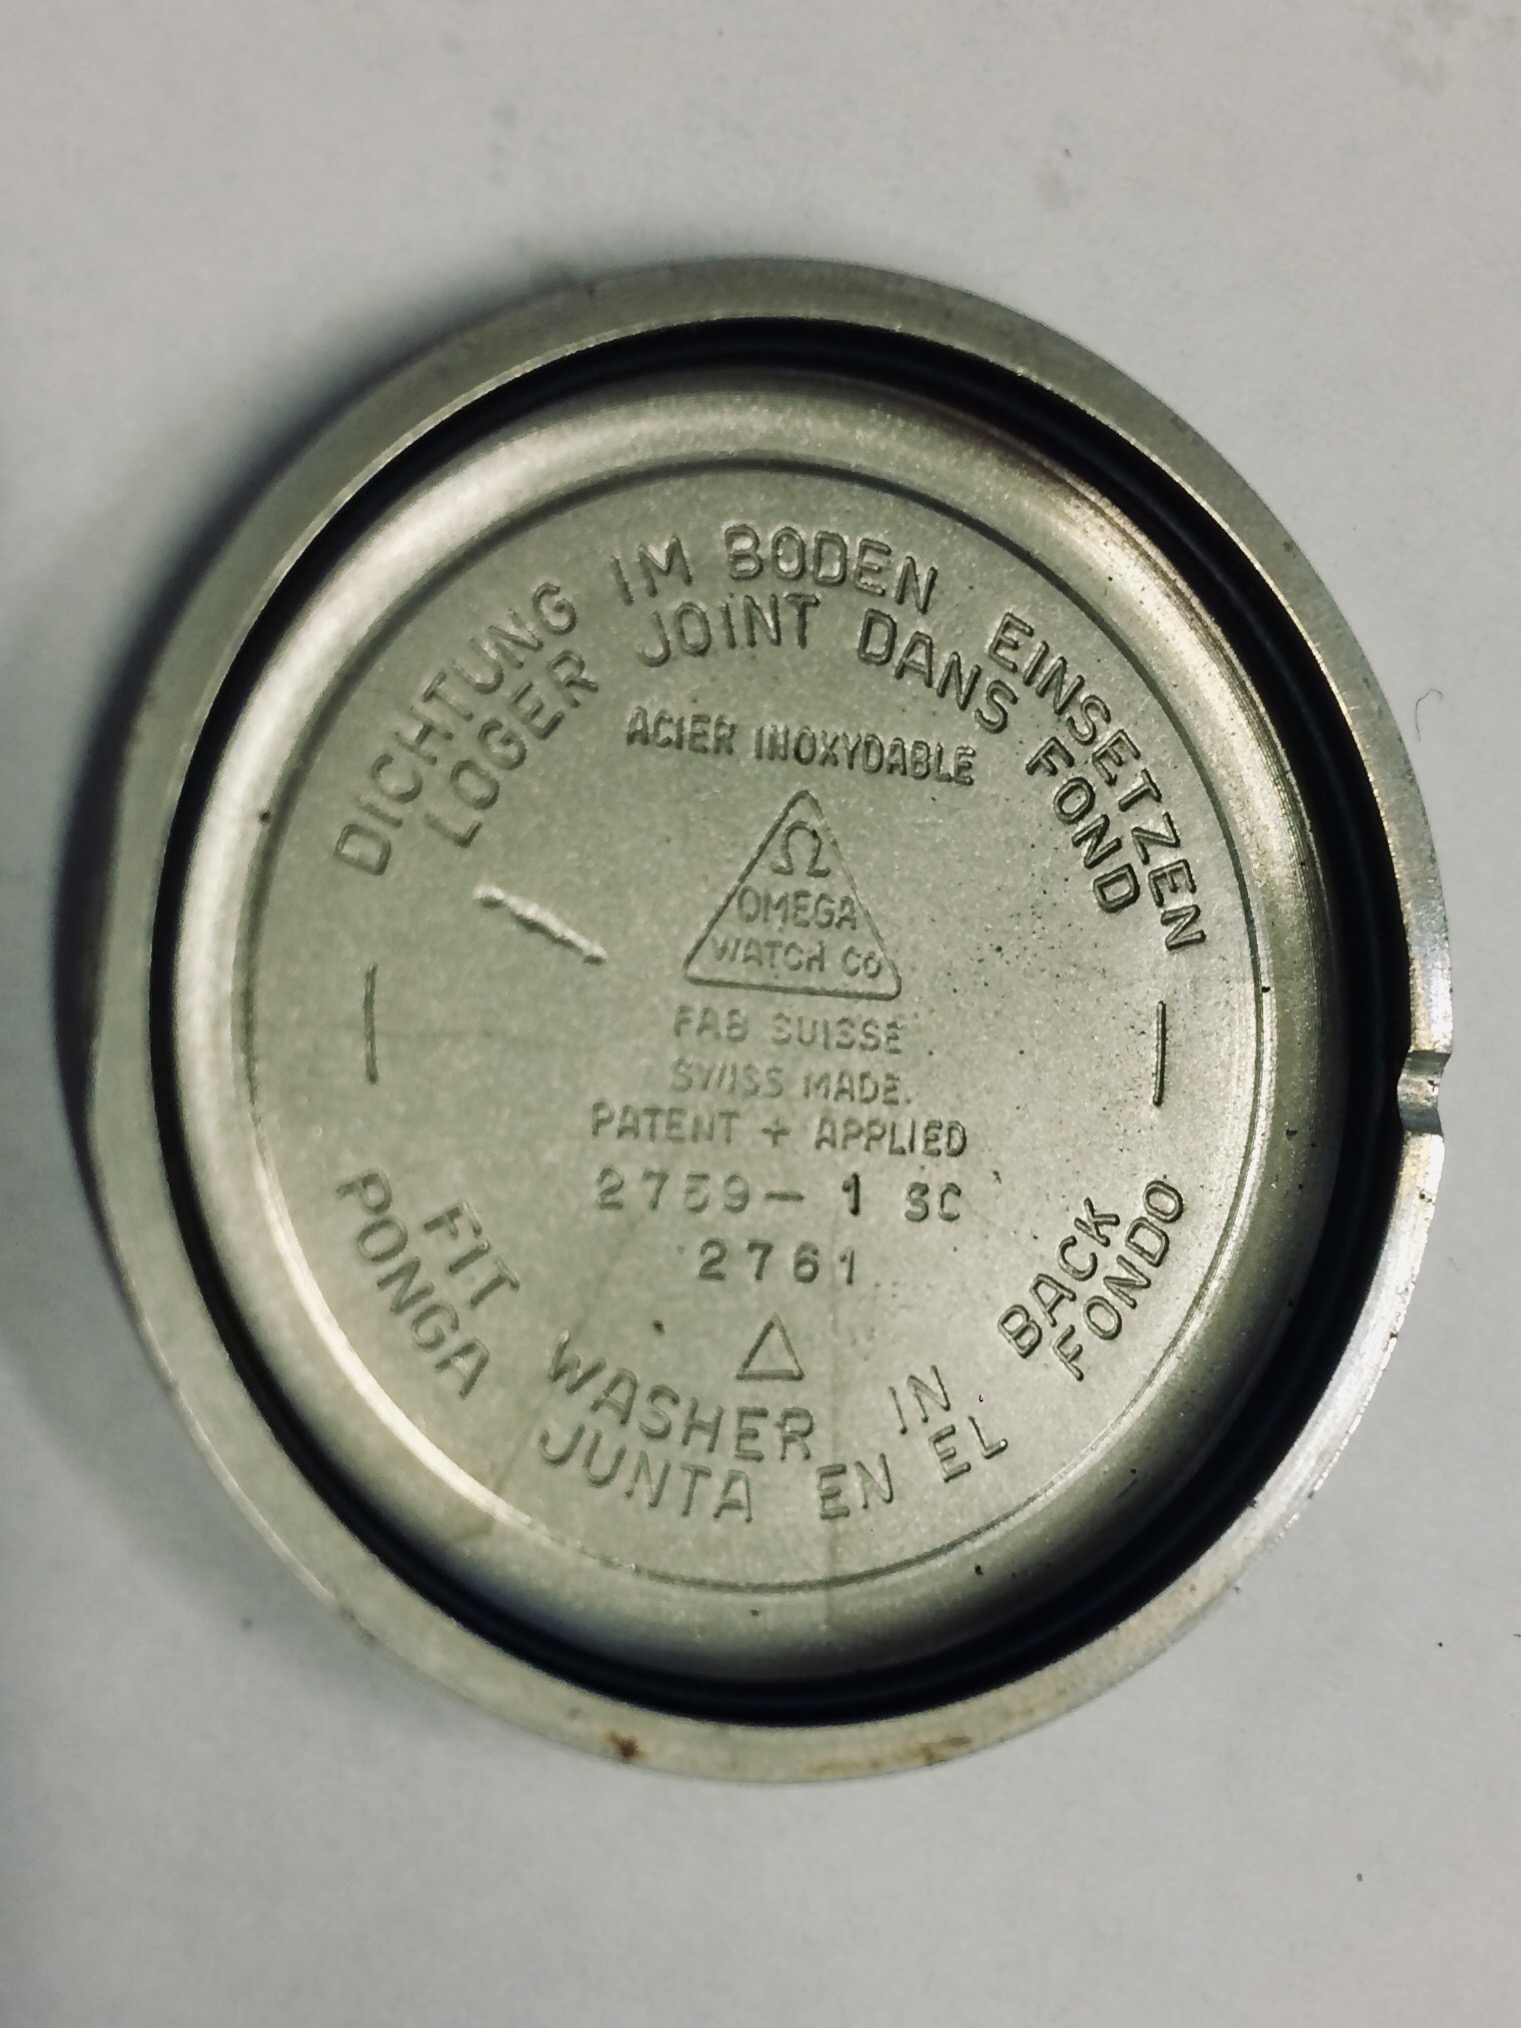 DICHTUNG IM BODEN EINSETZEN
LOGER JOINT DANS FOND
ACIER INOXYDABLE
Ω
OMEGA
WATCH Co
FAB SUISSE
SWISS MADE.
PATENT + APPLIED
2759-1 SC
2761
FIT WASHER IN BACK
PONGA JUNTA EN EL FONDO